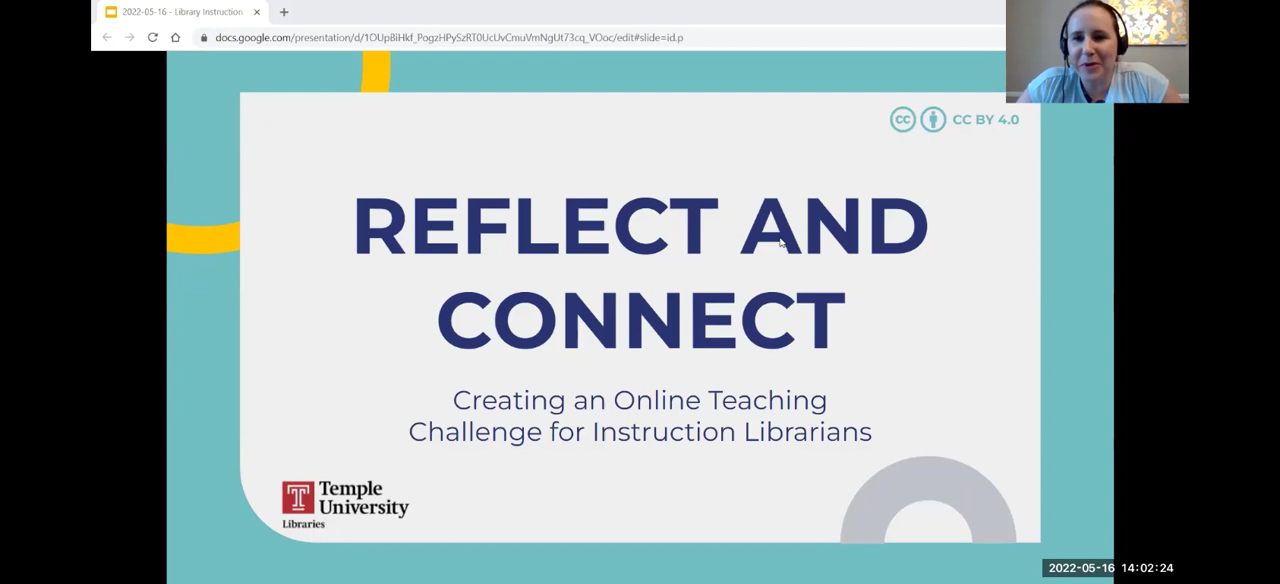 2022-05-16 - Library Instruction
docs.google.com/presentation/d/1OUpBiHkf_PogzHPySzRT0UcUvCmuVmNgUt73cq_VOoc/edit#slide=id.p
CC BY 4.0
REFLECT AND
CONNECT
Creating an Online Teaching
Challenge for Instruction Librarians
Temple
University
Libraries
2022-05-16 14:02:24